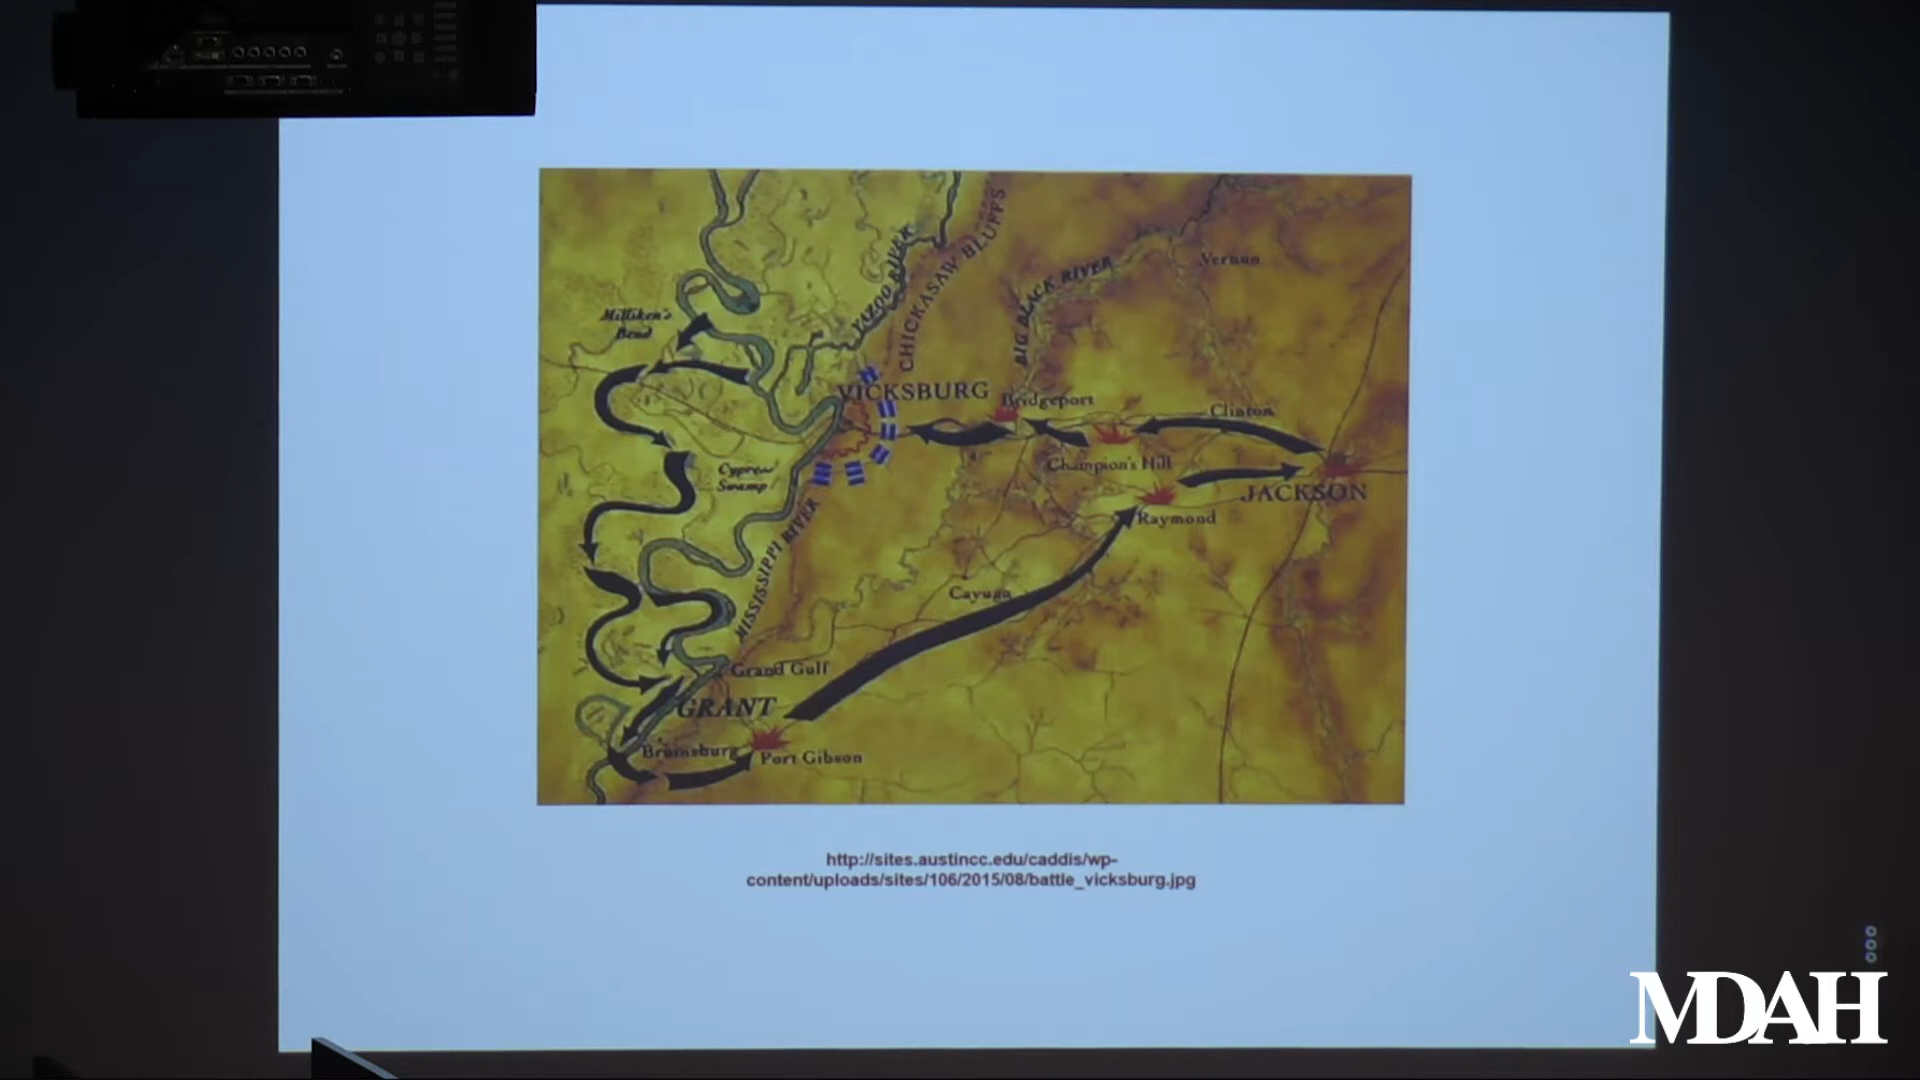 YAZOO RIVER
CHICKASAW BLUFFS
BIG BLACK RIVER
Vernon
Milliken's
Bend
VICKSBURG
Bridgeport
Clinton
Cypress
Swamp
Champion's Hill
JACKSON
Raymond
MISSISSIPPI RIVER
Cayuga
Grand Gulf
GRANT
Bruinsburg
Port Gibson
http://sites.austincc.edu/caddis/wp-
content/uploads/sites/106/2015/08/battle_vicksburg.jpg
MDAH